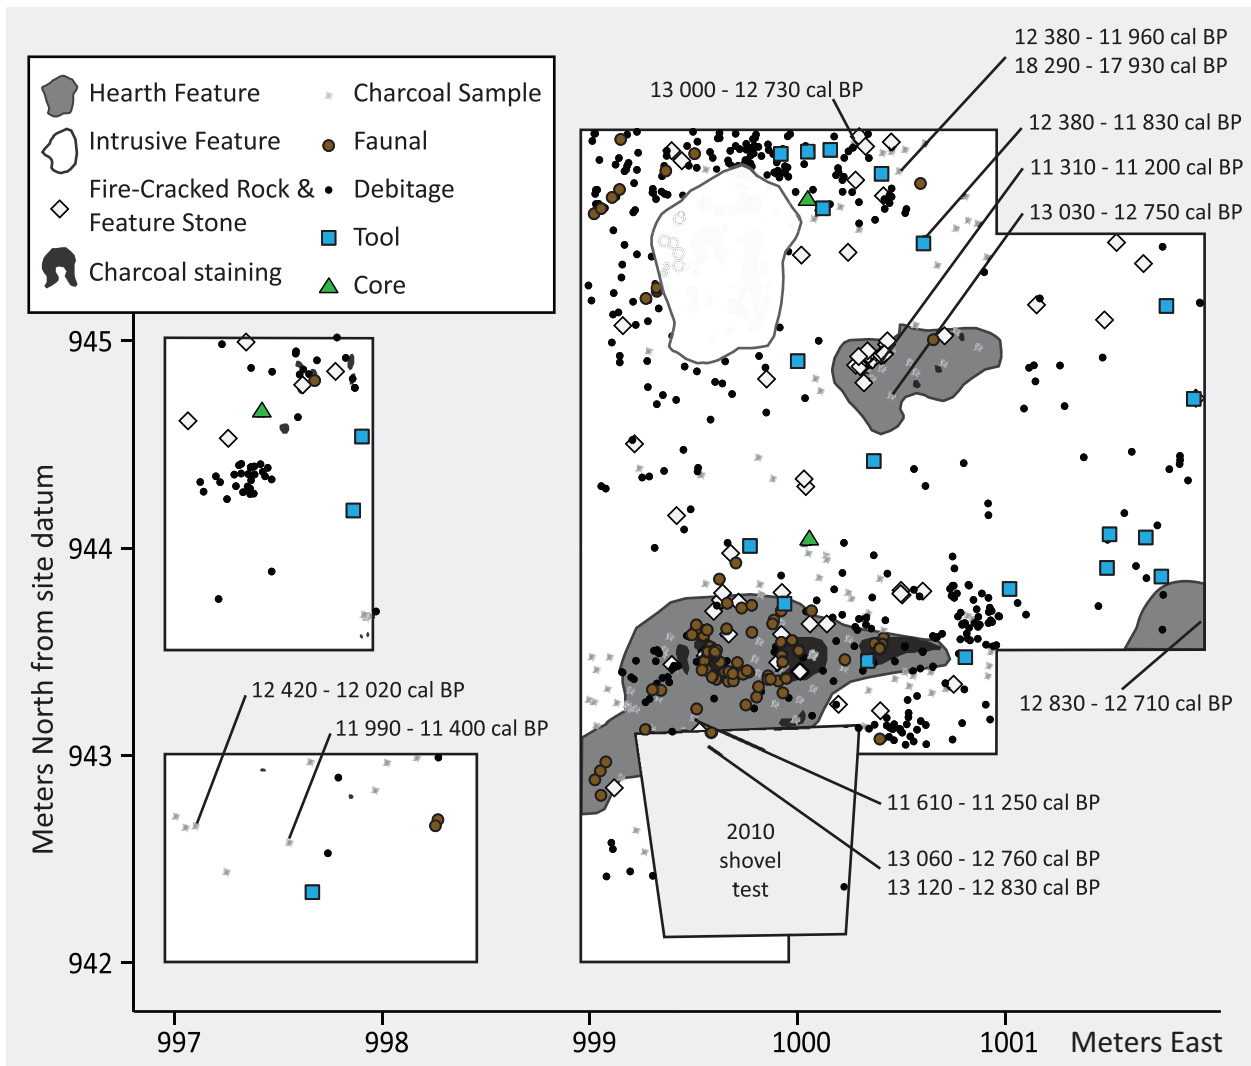 12 380 - 11 960 cal BP
18 290 - 17 930 cal BP
13 000 - 12 730 cal BP
12 380 - 11 830 cal BP
11 310 - 11 200 cal BP
13 030 - 12 750 cal BP
Hearth Feature
Intrusive Feature
Fire-Cracked Rock &
Feature Stone
Charcoal staining
Charcoal Sample
Faunal
Debitage
Tool
Core
945
944
943
942
Meters North from site datum
12 420 - 12 020 cal BP
11 990 - 11 400 cal BP
12 830 - 12 710 cal BP
11 610 - 11 250 cal BP
13 060 - 12 760 cal BP
13 120 - 12 830 cal BP
2010
shovel
test
997
998
999
1000
1001
Meters East